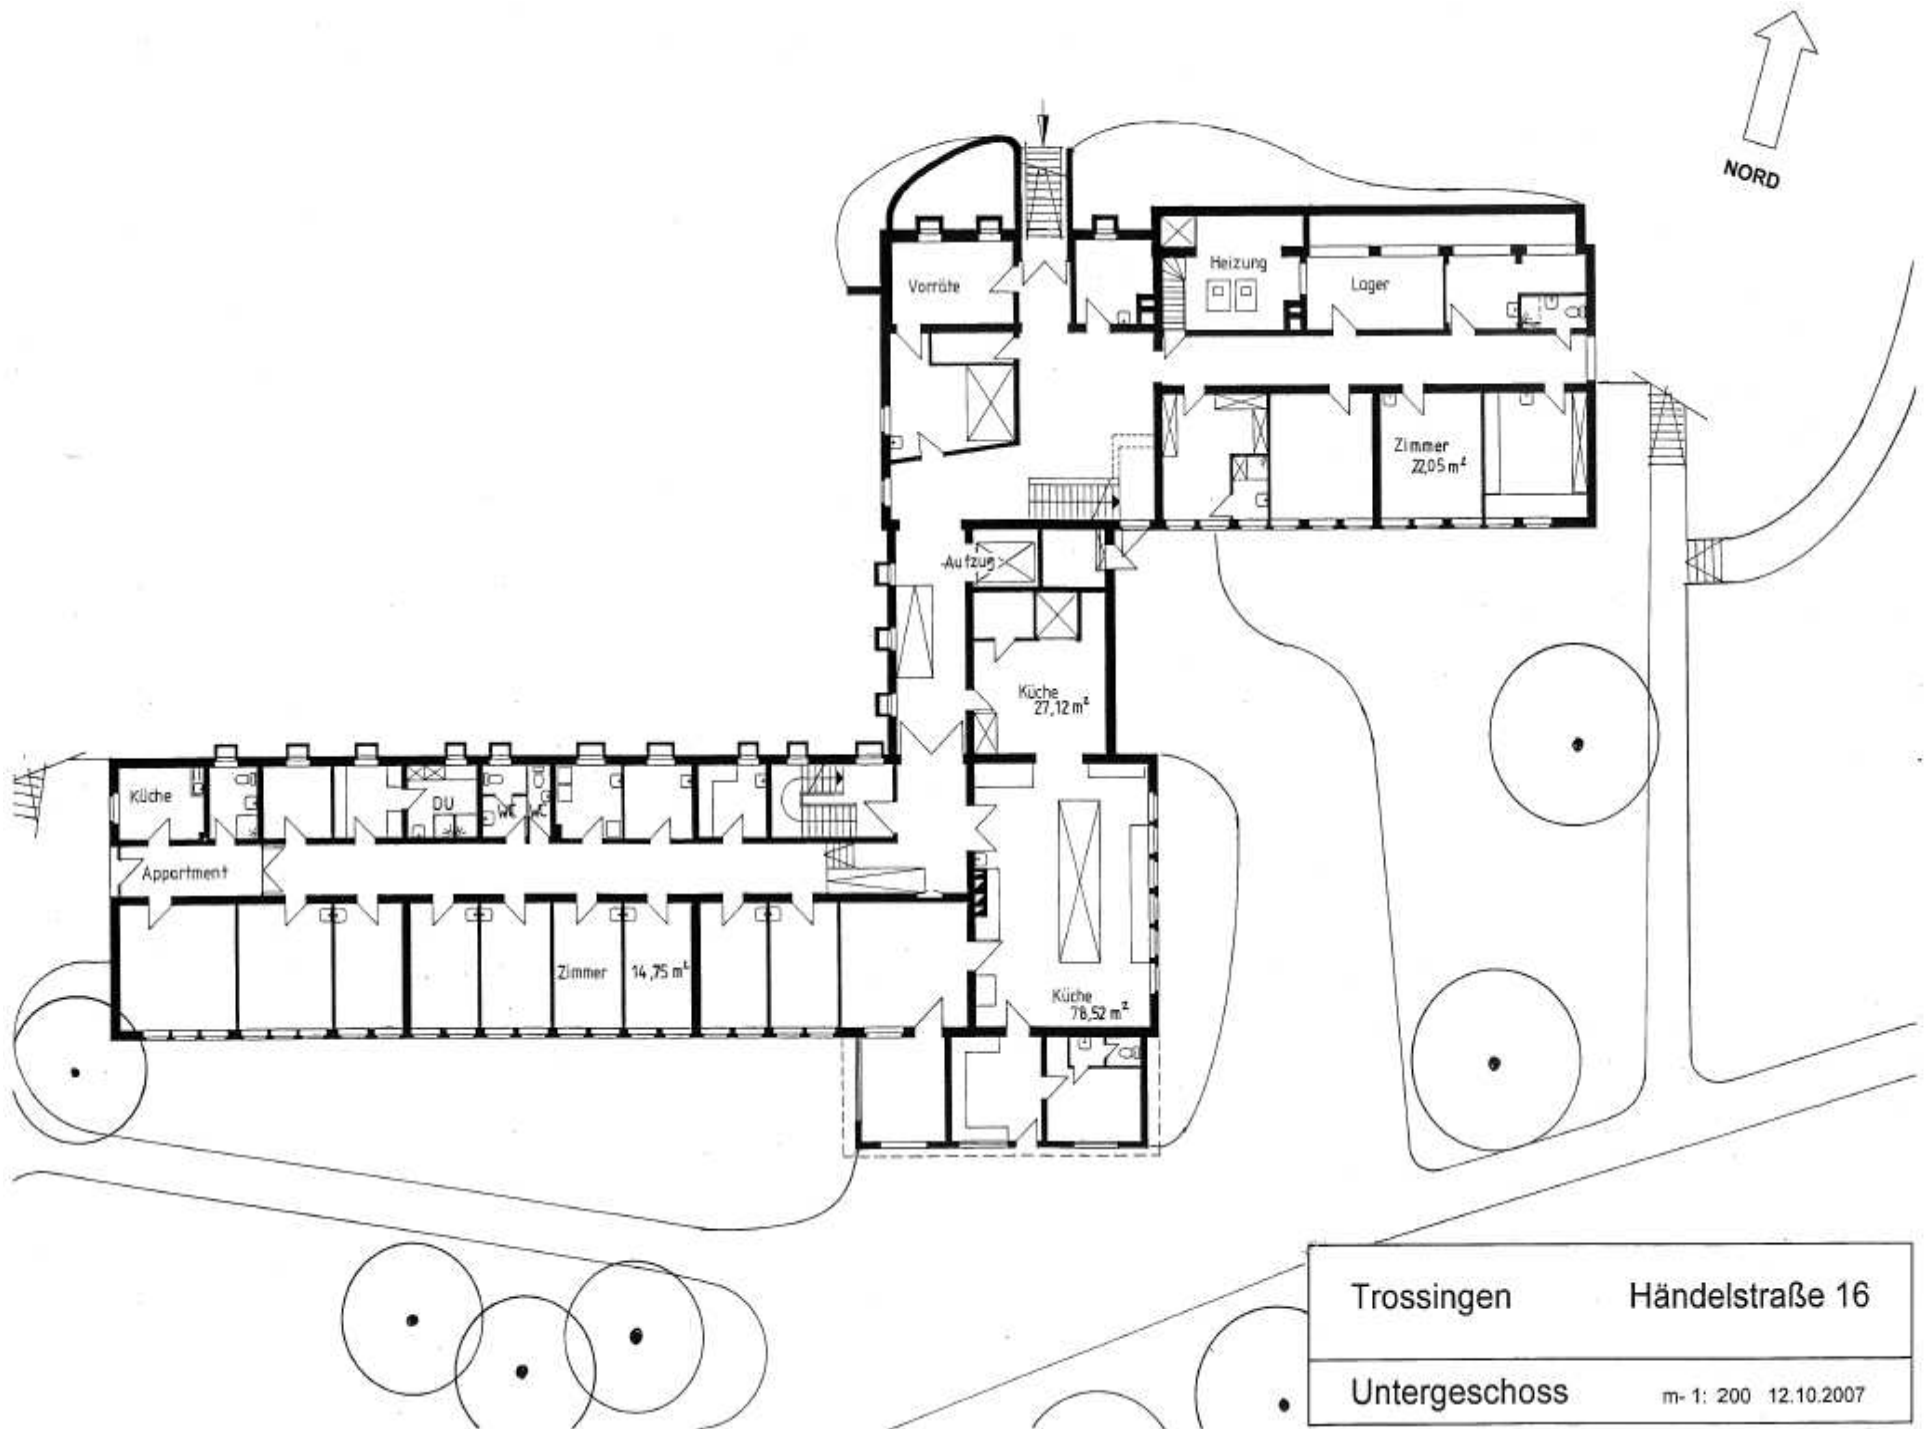 NORD
Heizung
Vorräte
Lager
Zimmer
22,05 m²
Aufzug
Küche
27,12 m²
Küche
DU
WC
WC
Appartment
Zimmer
14,75 m²
Küche
78,52 m²
Trossingen Händelstraße 16
Untergeschoss m- 1: 200 12.10.2007